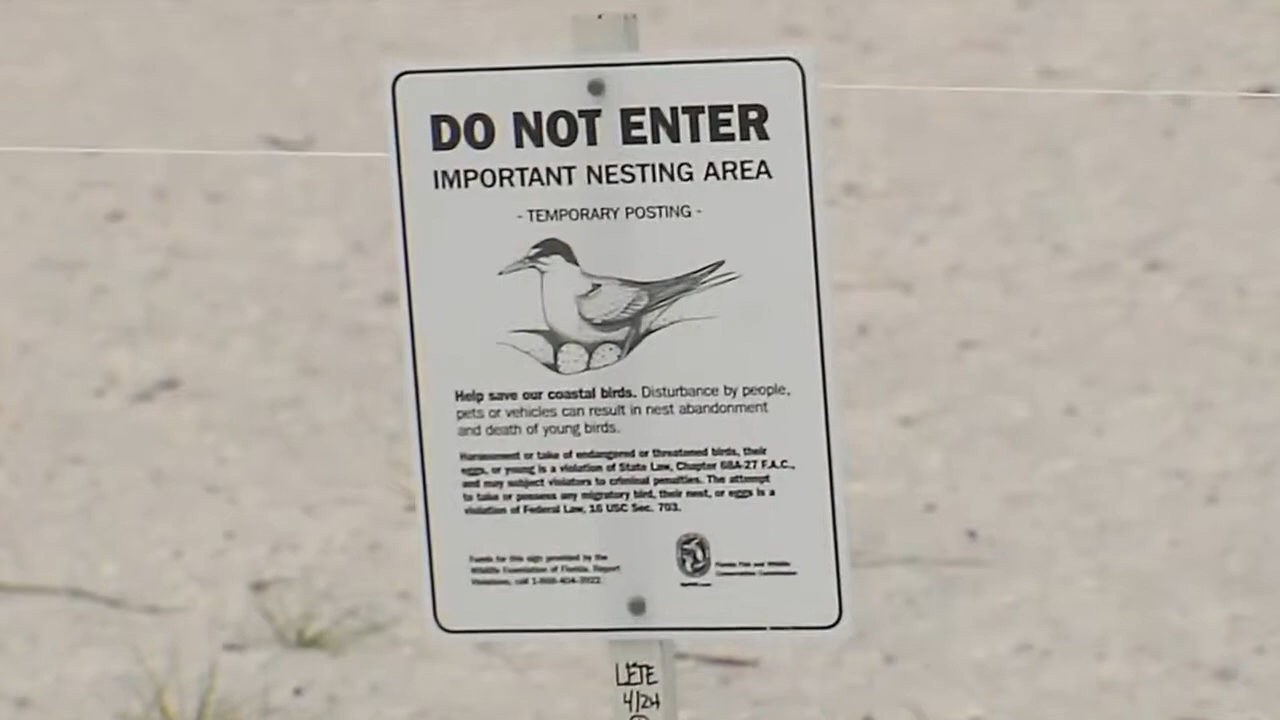 DO NOT ENTER
IMPORTANT NESTING AREA
- TEMPORARY POSTING -
Help save our coastal birds. Disturbance by people,
pets or vehicles can result in nest abandonment
and death of young birds.
Harassment or take of endangered or threatened birds, their
eggs, or young is a violation of State Law, Chapter 68A-27 F.A.C.,
and may subject violators to criminal penalties. The attempt
to take or possess any migratory bird, their nest, or eggs is a
violation of Federal Law, 16 USC Sec. 703.
Funds for this sign provided by the
Wildlife Foundation of Florida. Report
Violations, call 1-888-404-3922
Florida Fish and Wildlife
Conservation Commission
LETE
4/24